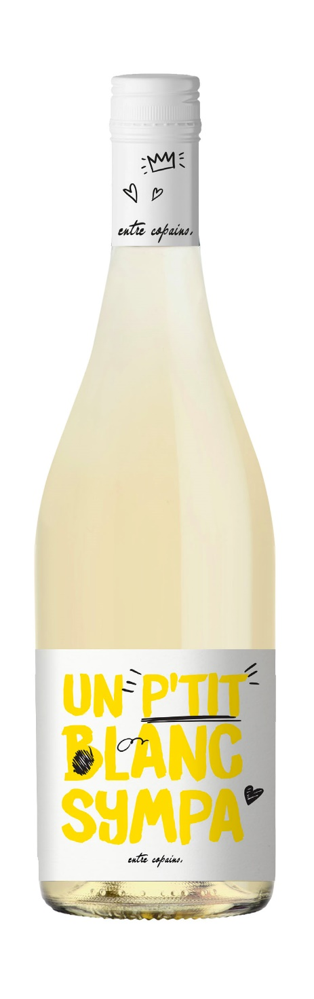 entre copains.
UN P'TIT
BLANC
SYMPA
entre copains.